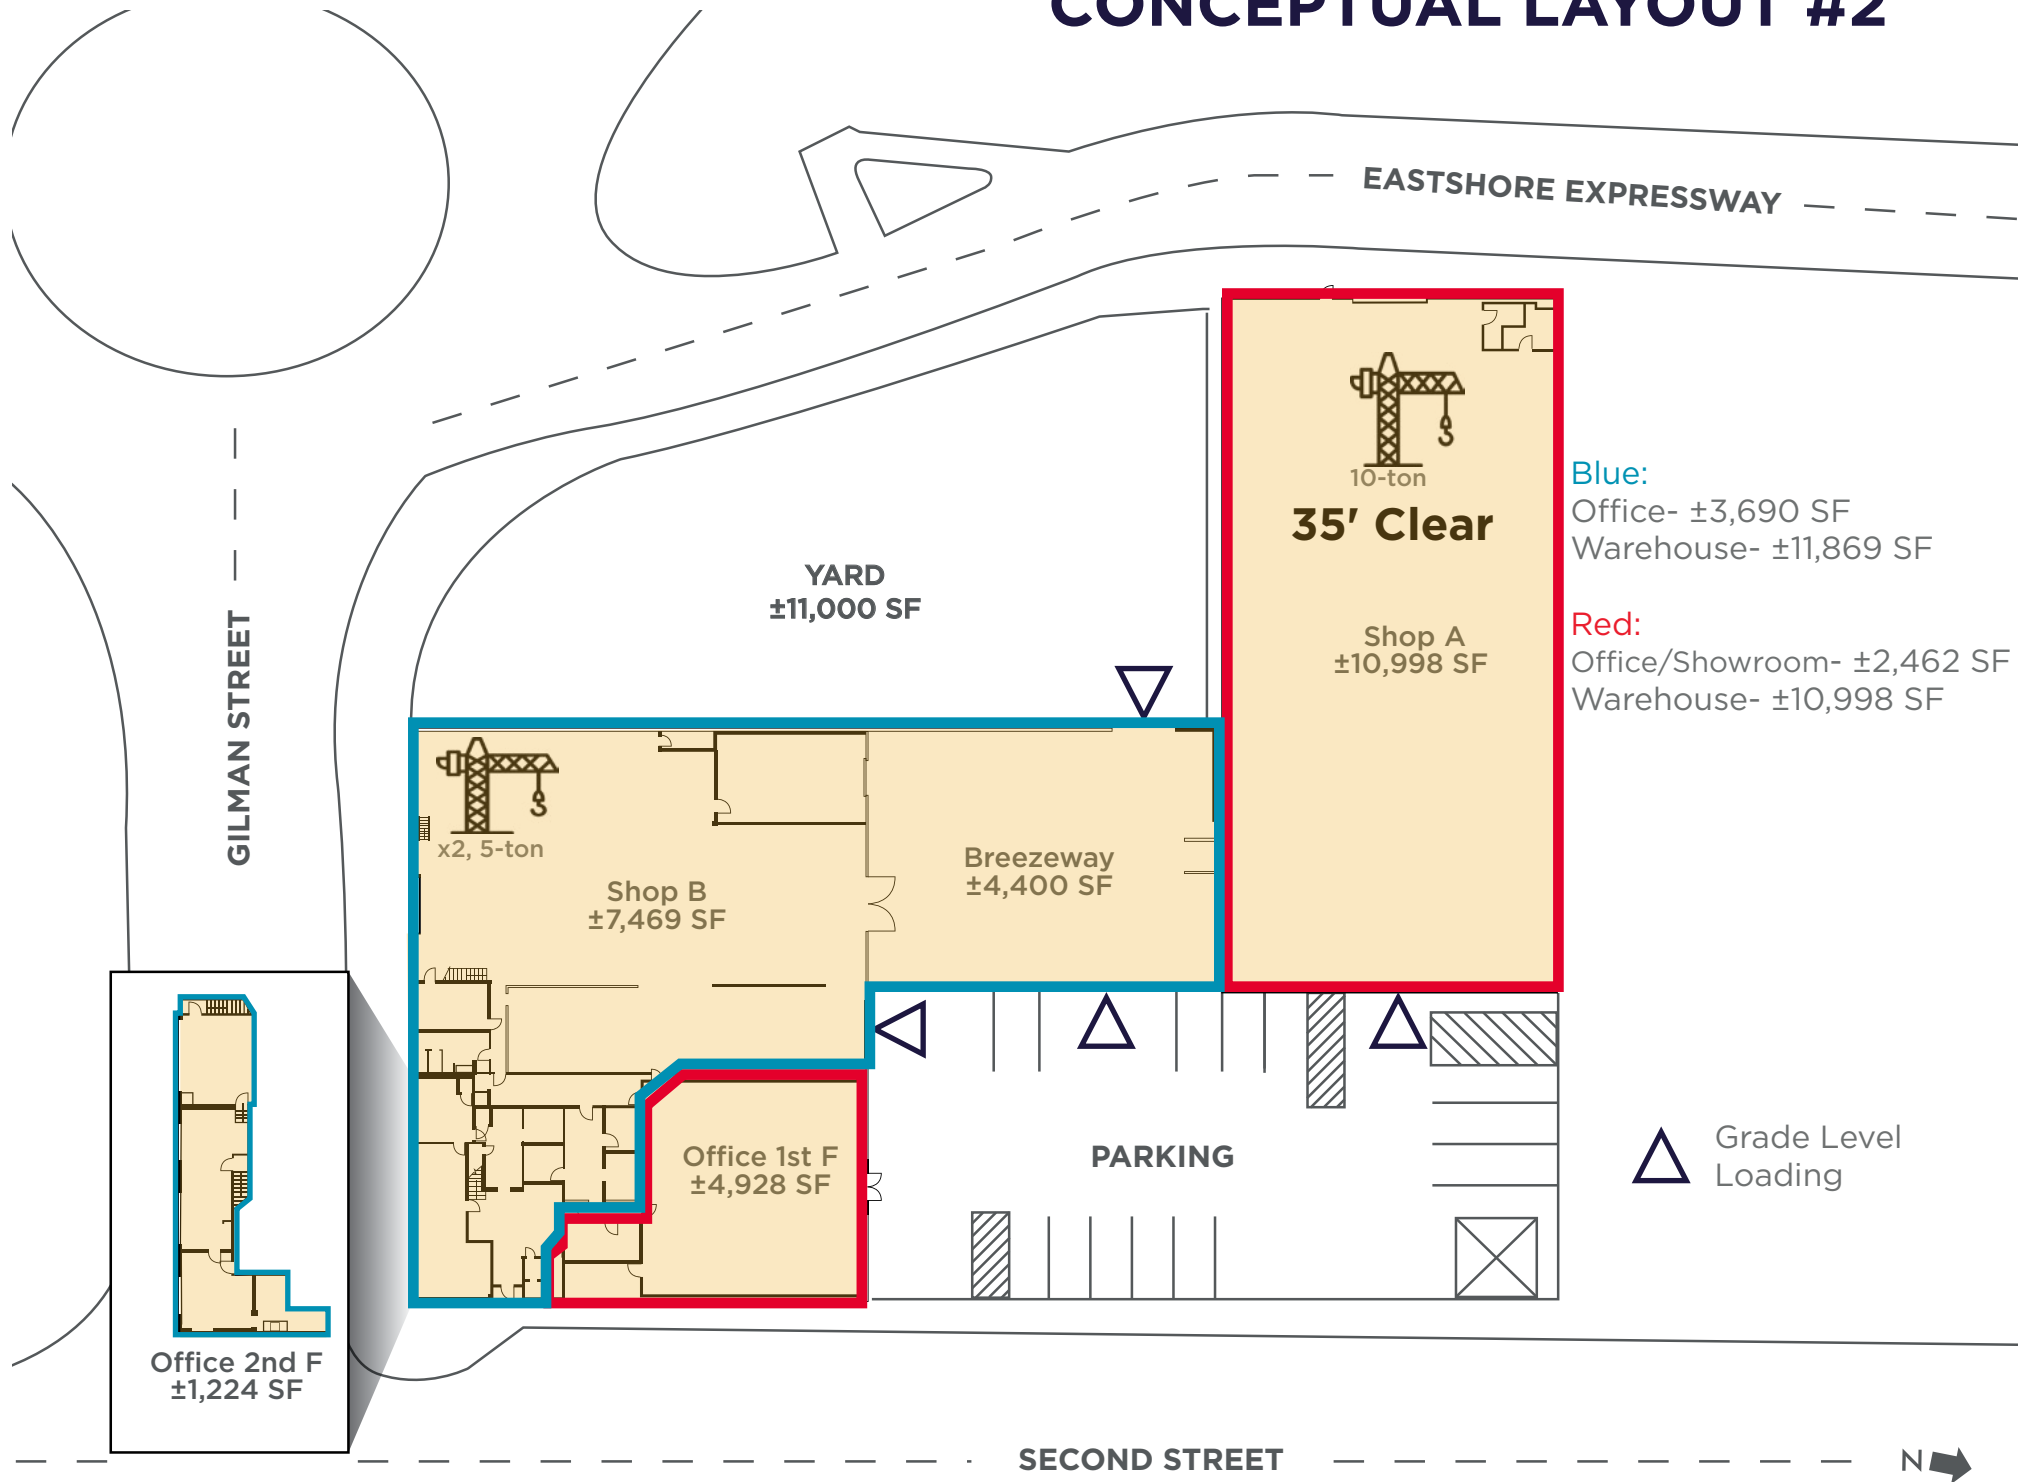 CONCEPTUAL LAYOUT #2
EASTSHORE EXPRESSWAY
10-ton
35' Clear
Shop A
±10,998 SF
Blue:
Office- ±3,690 SF
Warehouse- ±11,869 SF
Red:
Office/Showroom- ±2,462 SF
Warehouse- ±10,998 SF
YARD
±11,000 SF
GILMAN STREET
x2, 5-ton
Shop B
±7,469 SF
Breezeway
±4,400 SF
Office 1st F
±4,928 SF
PARKING
Grade Level
Loading
Office 2nd F
±1,224 SF
SECOND STREET
N